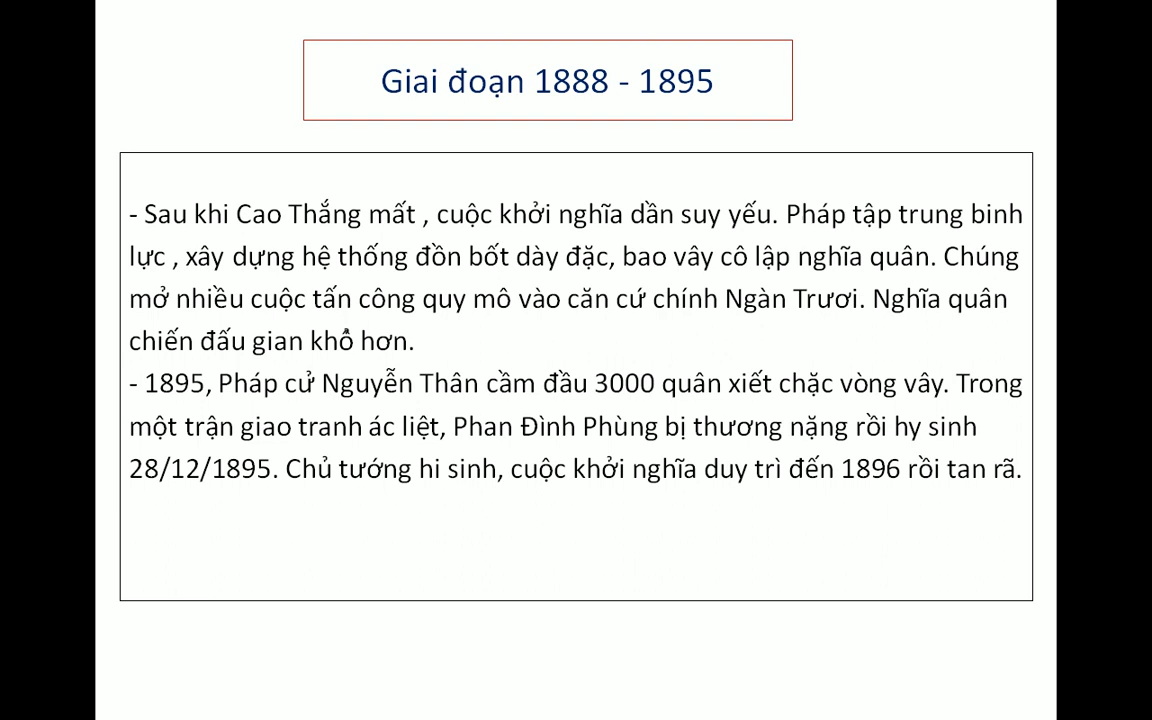 Giai đoạn 1888 - 1895
- Sau khi Cao Thắng mất , cuộc khởi nghĩa dần suy yếu. Pháp tập trung binh
lực , xây dựng hệ thống đồn bốt dày đặc, bao vây cô lập nghĩa quân. Chúng
mở nhiều cuộc tấn công quy mô vào căn cứ chính Ngàn Trươi. Nghĩa quân
chiến đấu gian khổ hơn.
- 1895, Pháp cử Nguyễn Thân cầm đầu 3000 quân xiết chặc vòng vây. Trong
một trận giao tranh ác liệt, Phan Đình Phùng bị thương nặng rồi hy sinh
28/12/1895. Chủ tướng hi sinh, cuộc khởi nghĩa duy trì đến 1896 rồi tan rã.